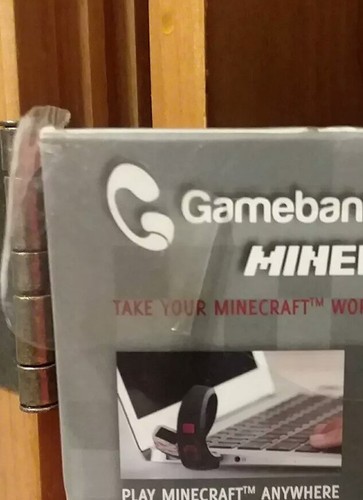 Gameban
MINE
TAKE YOUR MINECRAFT™ WO
PLAY MINECRAFT™ ANYWHERE